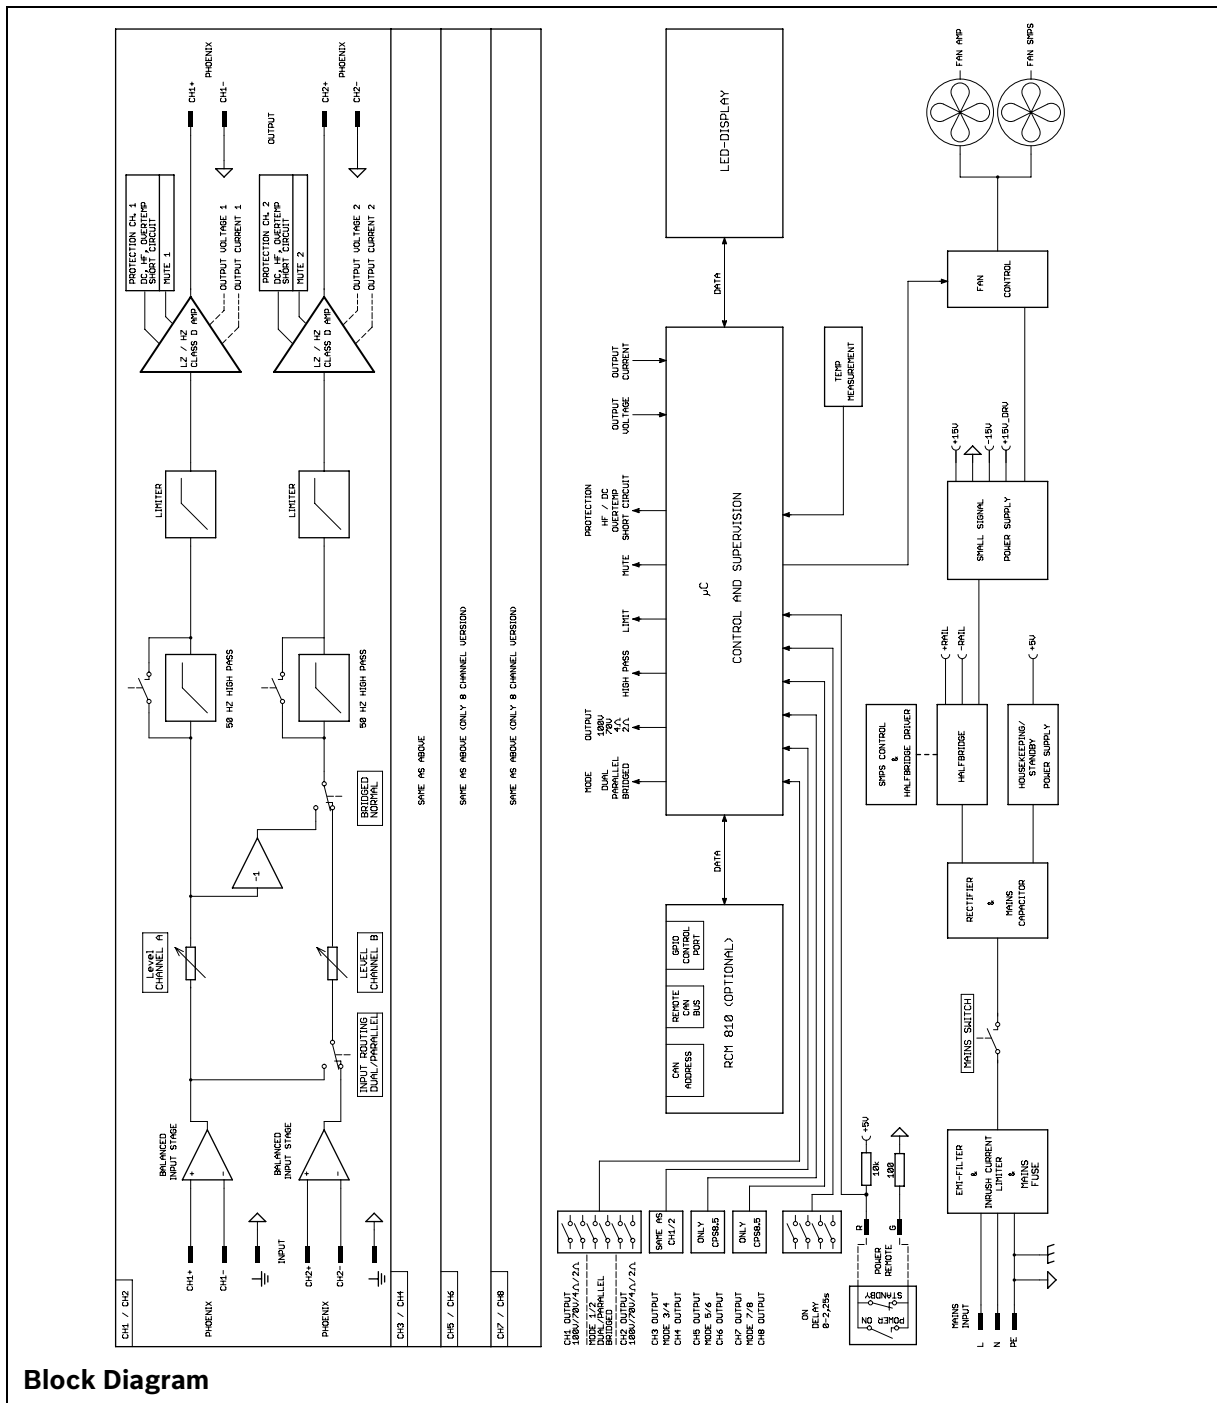 CH1 / CH2
PHOENIX
CH1+
CH1-
INPUT
CH2+
CH2-
PHOENIX
BALANCED
INPUT STAGE
+
-
BALANCED
INPUT STAGE
+
-
INPUT ROUTING
DUAL/PARALLEL
Level
CHANNEL A
LEVEL
CHANNEL B
-1
BRIDGED
NORMAL
50 HZ HIGH PASS
50 HZ HIGH PASS
LIMITER
LIMITER
LZ / HZ
CLASS D AMP
LZ / HZ
CLASS D AMP
PROTECTION CH. 1
DC, HF, OVERTEMP
SHORT CIRCUIT
MUTE 1
OUTPUT VOLTAGE 1
OUTPUT CURRENT 1
PROTECTION CH. 2
DC, HF, OVERTEMP
SHORT CIRCUIT
MUTE 2
OUTPUT VOLTAGE 2
OUTPUT CURRENT 2
CH1+
CH1-
PHOENIX
OUTPUT
CH2+
CH2-
PHOENIX
CH3 / CH4
SAME AS ABOVE
CH5 / CH6
SAME AS ABOVE (ONLY 8 CHANNEL VERSION)
CH7 / CH8
SAME AS ABOVE (ONLY 8 CHANNEL VERSION)
CH1 OUTPUT
100V/70V/4Ω/2Ω
MODE 1/2
DUAL/PARALLEL
BRIDGED
CH2 OUTPUT
100V/70V/4Ω/2Ω
CH3 OUTPUT
MODE 3/4
CH4 OUTPUT
SAME AS
CH1/2
CH5 OUTPUT
MODE 5/6
CH6 OUTPUT
ONLY
CPS8.5
CH7 OUTPUT
MODE 7/8
CH8 OUTPUT
ONLY
CPS8.5
ON
DELAY
0-2,25s
POWER ON
STANDBY
POWER
REMOTE
R
G
10k
100
+5V
RCM 810 (OPTIONAL)
CAN
ADDRESS
REMOTE
CAN
BUS
GPIO
CONTROL
PORT
DATA
MODE
DUAL
PARALLEL
BRIDGED
OUTPUT
100V
70V
4Ω
2Ω
HIGH PASS
LIMIT
MUTE
PROTECTION
HF / DC
OVERTEMP
SHORT CIRCUIT
OUTPUT
VOLTAGE
OUTPUT
CURRENT
µC
CONTROL AND SUPERVISION
DATA
LED-DISPLAY
TEMP
MEASUREMENT
MAINS
INPUT
L
N
PE
EMI-FILTER
&
INRUSH CURRENT
LIMITER
&
MAINS
FUSE
MAINS SWITCH
RECTIFIER
&
MAINS
CAPACITOR
SMPS CONTROL
&
HALFBRIDGE DRIVER
HALFBRIDGE
+RAIL
-RAIL
HOUSEKEEPING/
STANDBY
POWER SUPPLY
+5V
SMALL SIGNAL
POWER SUPPLY
+15V
-15V
+15V_DRV
FAN
CONTROL
FAN AMP
FAN SMPS
Block Diagram